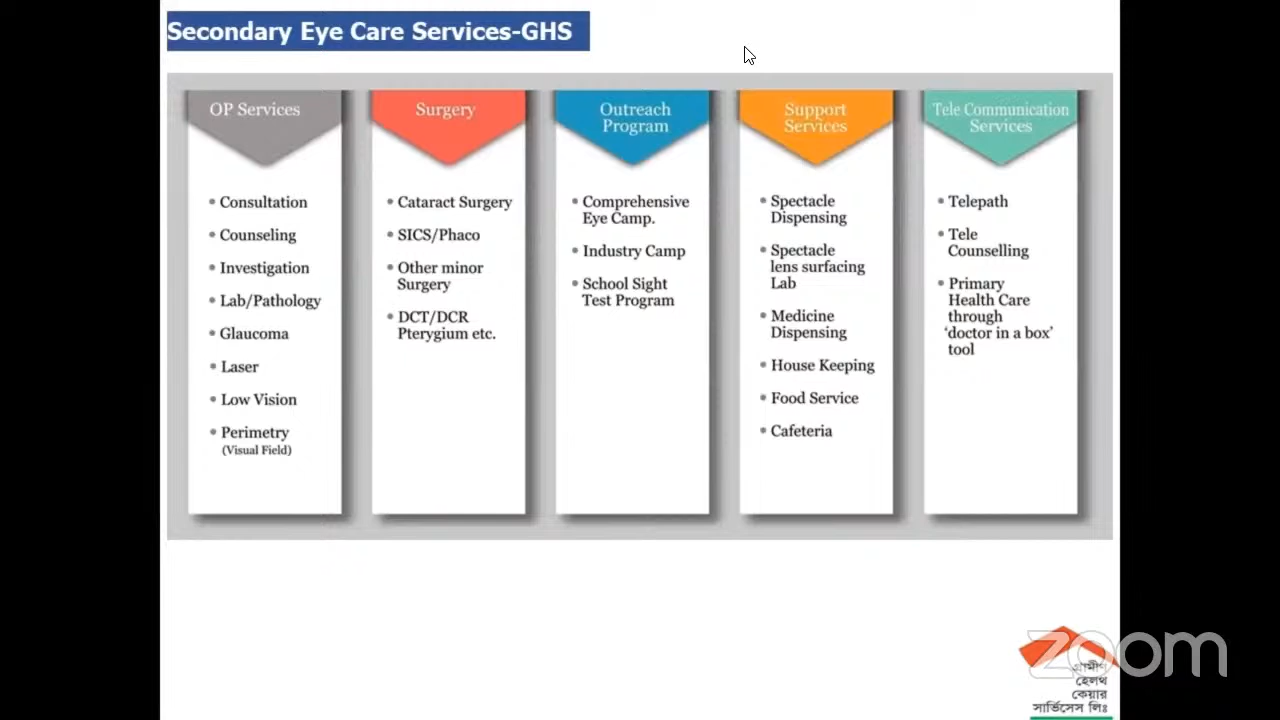 Secondary Eye Care Services-GHS
OP Services
• Consultation
• Counseling
• Investigation
• Lab/Pathology
• Glaucoma
• Laser
• Low Vision
• Perimetry
(Visual Field)
Surgery
• Cataract Surgery
• SICS/Phaco
• Other minor
Surgery
• DCT/DCR
Pterygium etc.
Outreach
Program
• Comprehensive
Eye Camp.
• Industry Camp
• School Sight
Test Program
Support
Services
• Spectacle
Dispensing
• Spectacle
lens surfacing
Lab
• Medicine
Dispensing
• House Keeping
• Food Service
• Cafeteria
Tele Communication
Services
• Telepath
• Tele
Counselling
• Primary
Health Care
through
‘doctor in a box’
tool
zoom
গ্রামীণ
হেলথ
কেয়ার
সার্ভিসেস লিঃ